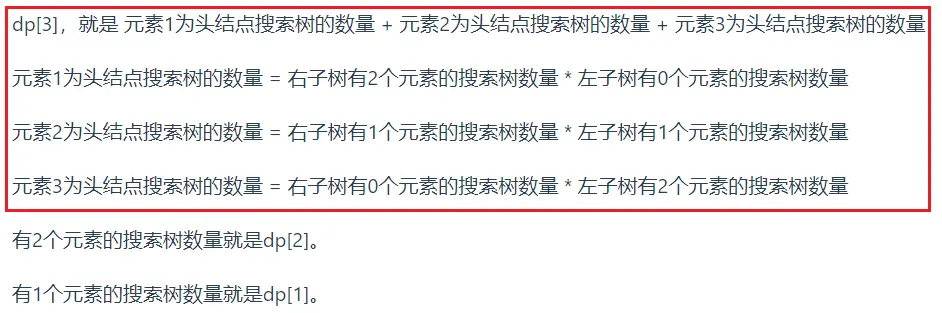 dp[3]，就是 元素1为头结点搜索树的数量 + 元素2为头结点搜索树的数量 + 元素3为头结点搜索树的数量
元素1为头结点搜索树的数量 = 右子树有2个元素的搜索树数量 * 左子树有0个元素的搜索树数量
元素2为头结点搜索树的数量 = 右子树有1个元素的搜索树数量 * 左子树有1个元素的搜索树数量
元素3为头结点搜索树的数量 = 右子树有0个元素的搜索树数量 * 左子树有2个元素的搜索树数量
有2个元素的搜索树数量就是dp[2]。
有1个元素的搜索树数量就是dp[1]。